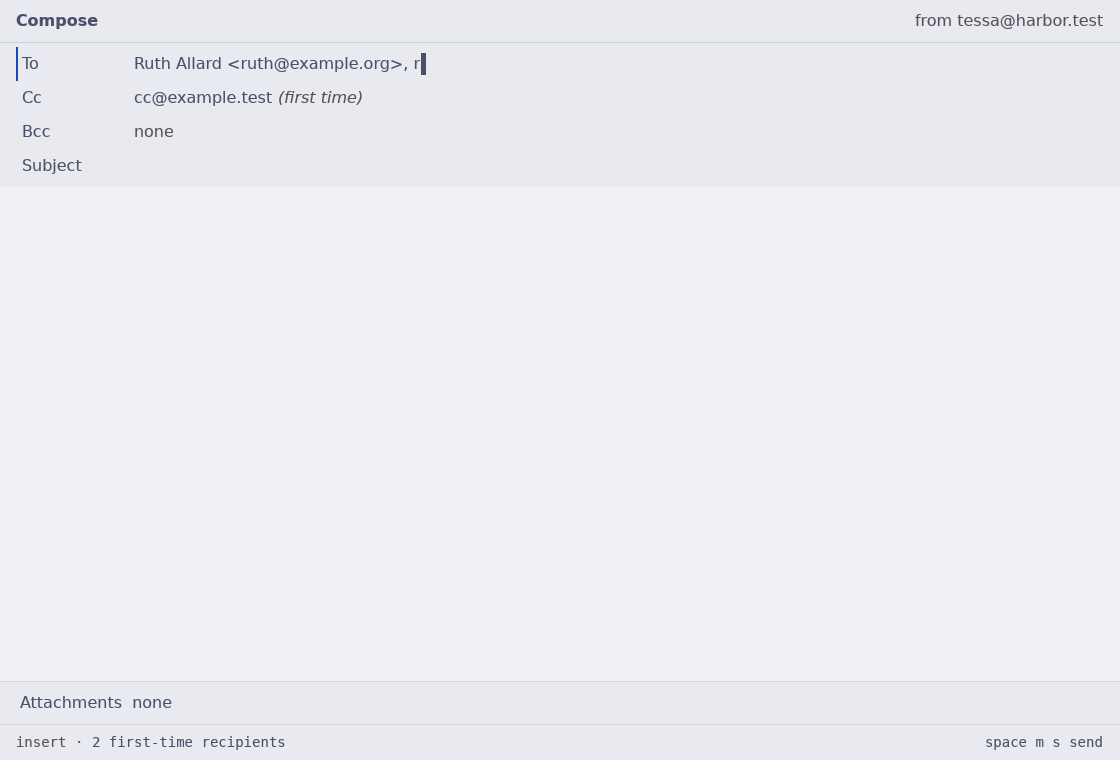 Compose from tessa@harbor.test
To Ruth Allard <ruth@example.org>, r
Cc cc@example.test (first time)
Bcc none
Subject
Attachments none
insert · 2 first-time recipients space m s send